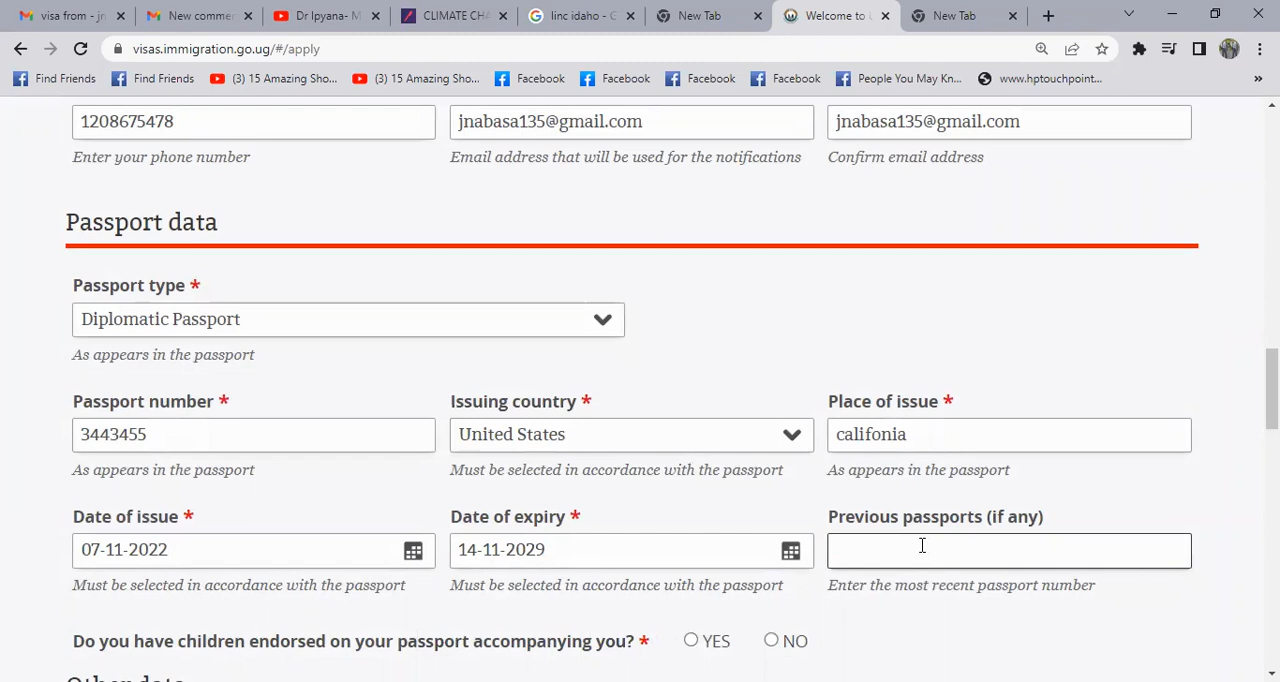 visa from - jn
New commer
Dr Ipyana- M
CLIMATE CHA
linc idaho - G
New Tab
Welcome to U
New Tab
visas.immigration.go.ug/#/apply
Find Friends
Find Friends
(3) 15 Amazing Sho...
(3) 15 Amazing Sho...
Facebook
Facebook
Facebook
Facebook
People You May Kn...
www.hptouchpoint...
1208675478
jnabasa135@gmail.com
jnabasa135@gmail.com
Enter your phone number
Email address that will be used for the notifications
Confirm email address
Passport data
Passport type *
Diplomatic Passport
As appears in the passport
Passport number *
Issuing country *
Place of issue *
3443455
United States
califonia
As appears in the passport
Must be selected in accordance with the passport
As appears in the passport
Date of issue *
Date of expiry *
Previous passports (if any)
07-11-2022
14-11-2029
Must be selected in accordance with the passport
Must be selected in accordance with the passport
Enter the most recent passport number
Do you have children endorsed on your passport accompanying you? * YES NO
Other data